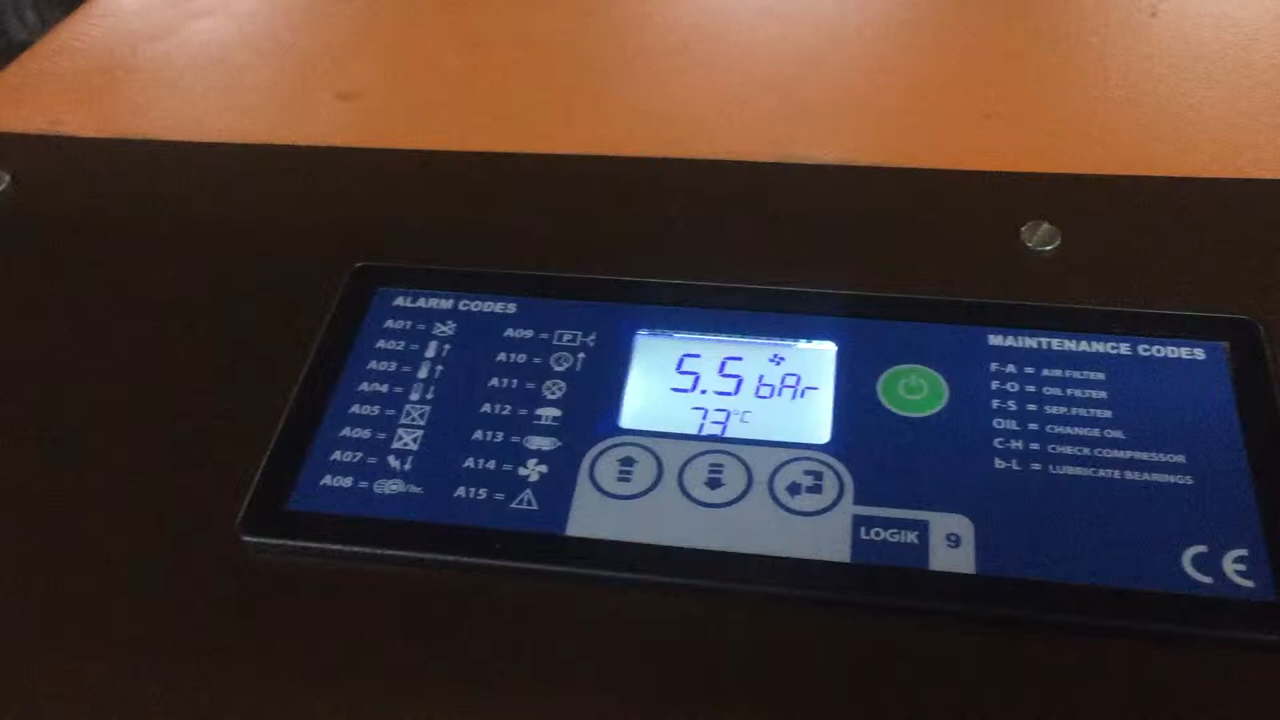 ALARM CODES
A01 =
A02 =
A03 =
A04 =
A05 =
A06 =
A07 =
A08 = /hr.
A09 = P
A10 =
A11 =
A12 =
A13 =
A14 =
A15 =
5.5 bAr
73°C
LOGIK 9
MAINTENANCE CODES
F-A = AIR FILTER
F-O = OIL FILTER
F-S = SEP. FILTER
OIL = CHANGE OIL
C-H = CHECK COMPRESSOR
b-L = LUBRICATE BEARINGS
CE